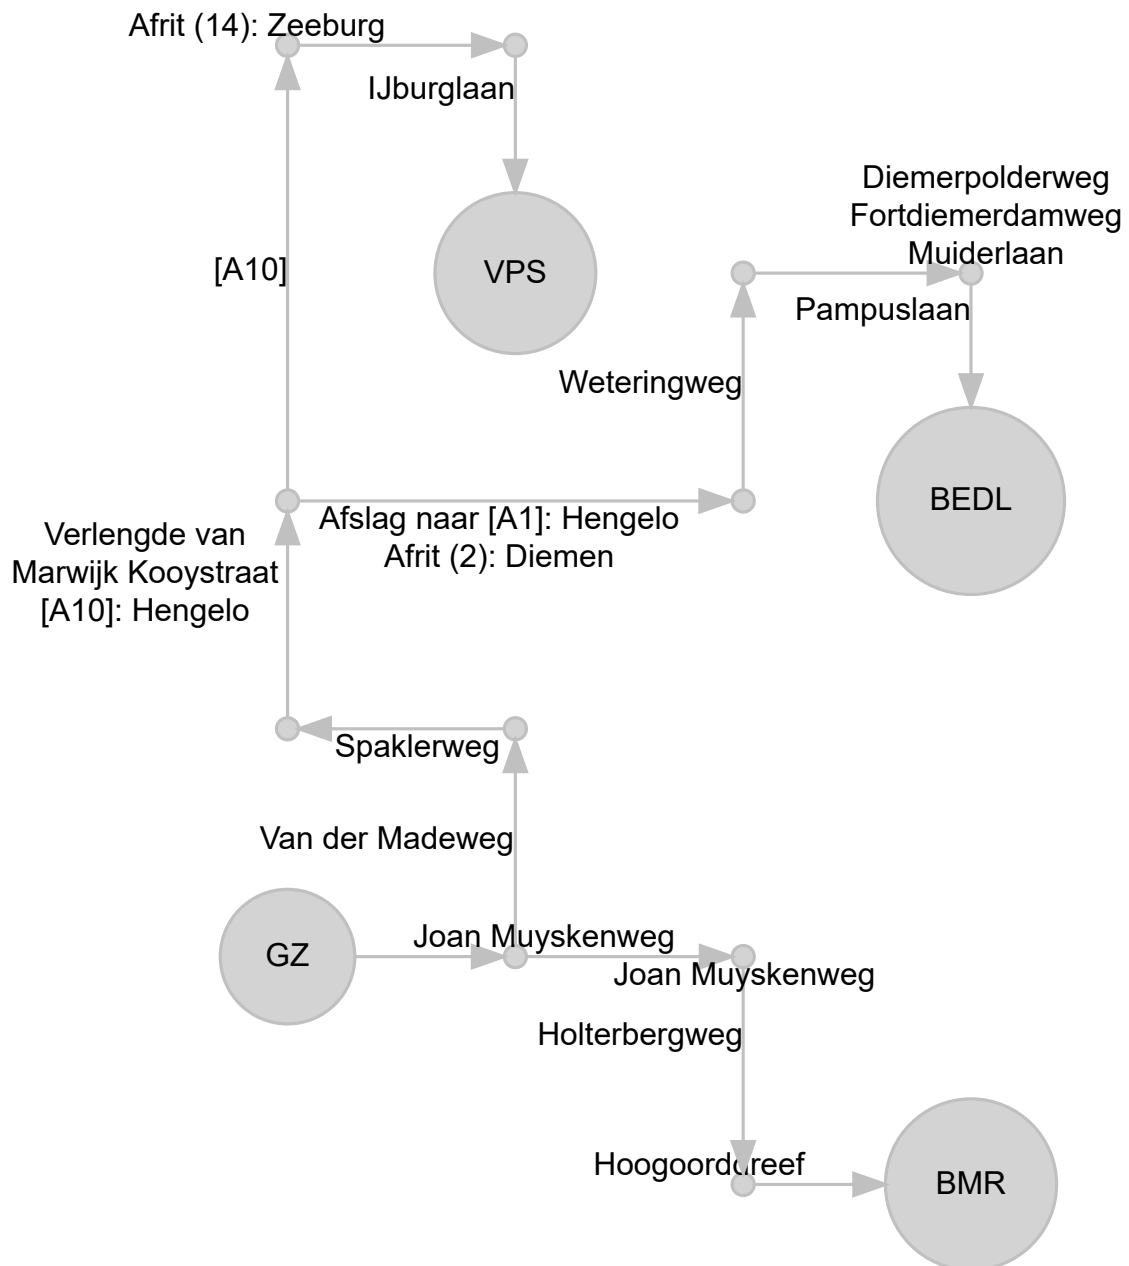 Afrit (14): Zeeburg
IJburglaan
[A10]
VPS
Diemerpolderweg
Fortdiemerdamweg
Muiderlaan
Pampuslaan
Weteringweg
BEDL
Verlengde van
Marwijk Kooystraat
[A10]: Hengelo
Afslag naar [A1]: Hengelo
Afrit (2): Diemen
Spaklerweg
Van der Madeweg
GZ
Joan Muyskenweg
Joan Muyskenweg
Holterbergweg
Hoogoorddreef
BMR